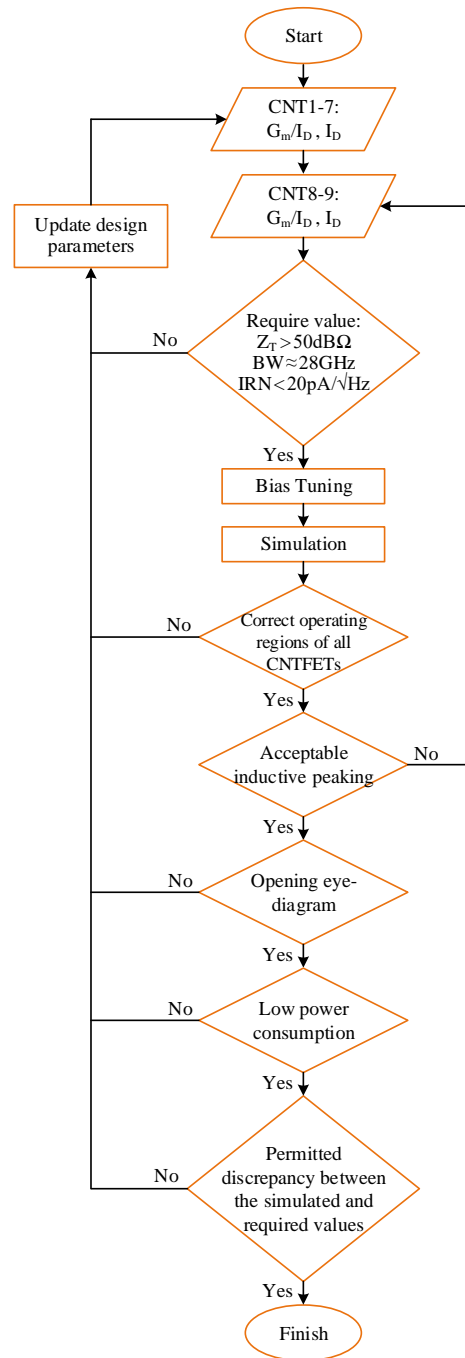 Start
CNT1-7:
Gm/ID , ID
CNT8-9:
Gm/ID , ID
Update design
parameters
No
Require value:
ZT>50dBΩ
BW≈28GHz
IRN<20pA/√Hz
Yes
Bias Tuning
Simulation
No
Correct operating
regions of all
CNTFETs
Yes
Acceptable
inductive peaking
No
Yes
No
Opening eye-
diagram
Yes
No
Low power
consumption
Yes
No
Permitted
discrepancy between
the simulated and
required values
Yes
Finish